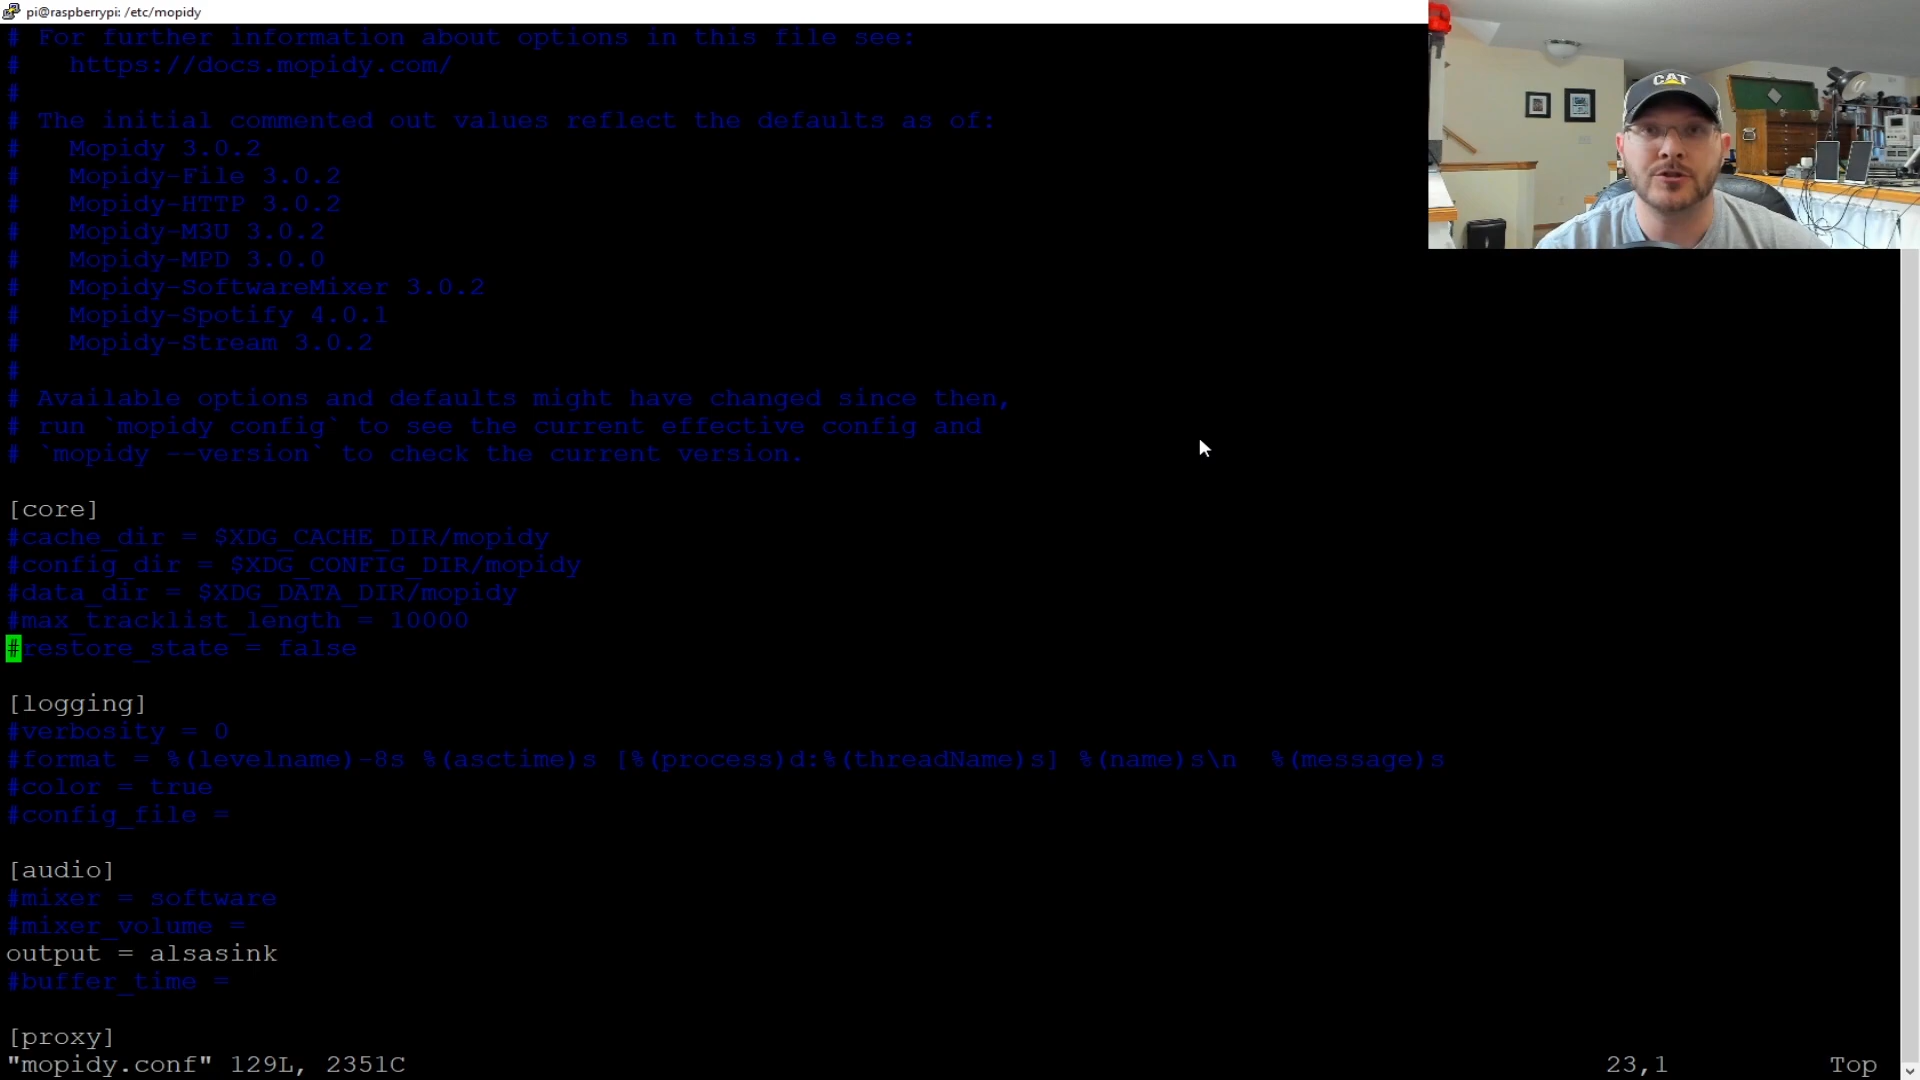 pi@raspberrypi: /etc/mopidy
# For further information about options in this file see:
#   https://docs.mopidy.com/
#
# The initial commented out values reflect the defaults as of:
#   Mopidy 3.0.2
#   Mopidy-File 3.0.2
#   Mopidy-HTTP 3.0.2
#   Mopidy-M3U 3.0.2
#   Mopidy-MPD 3.0.0
#   Mopidy-SoftwareMixer 3.0.2
#   Mopidy-Spotify 4.0.1
#   Mopidy-Stream 3.0.2
#
# Available options and defaults might have changed since then,
# run `mopidy config` to see the current effective config and
# `mopidy --version` to check the current version.
[core]
#cache_dir = $XDG_CACHE_DIR/mopidy
#config_dir = $XDG_CONFIG_DIR/mopidy
#data_dir = $XDG_DATA_DIR/mopidy
#max_tracklist_length = 10000
#restore_state = false
[logging]
#verbosity = 0
#format = %(levelname)-8s %(asctime)s [%(process)d:%(threadName)s] %(name)s\n  %(message)s
#color = true
#config_file =
[audio]
#mixer = software
#mixer_volume =
output = alsasink
#buffer_time =
[proxy]
"mopidy.conf" 129L, 2351C 23,1 Top
CAT